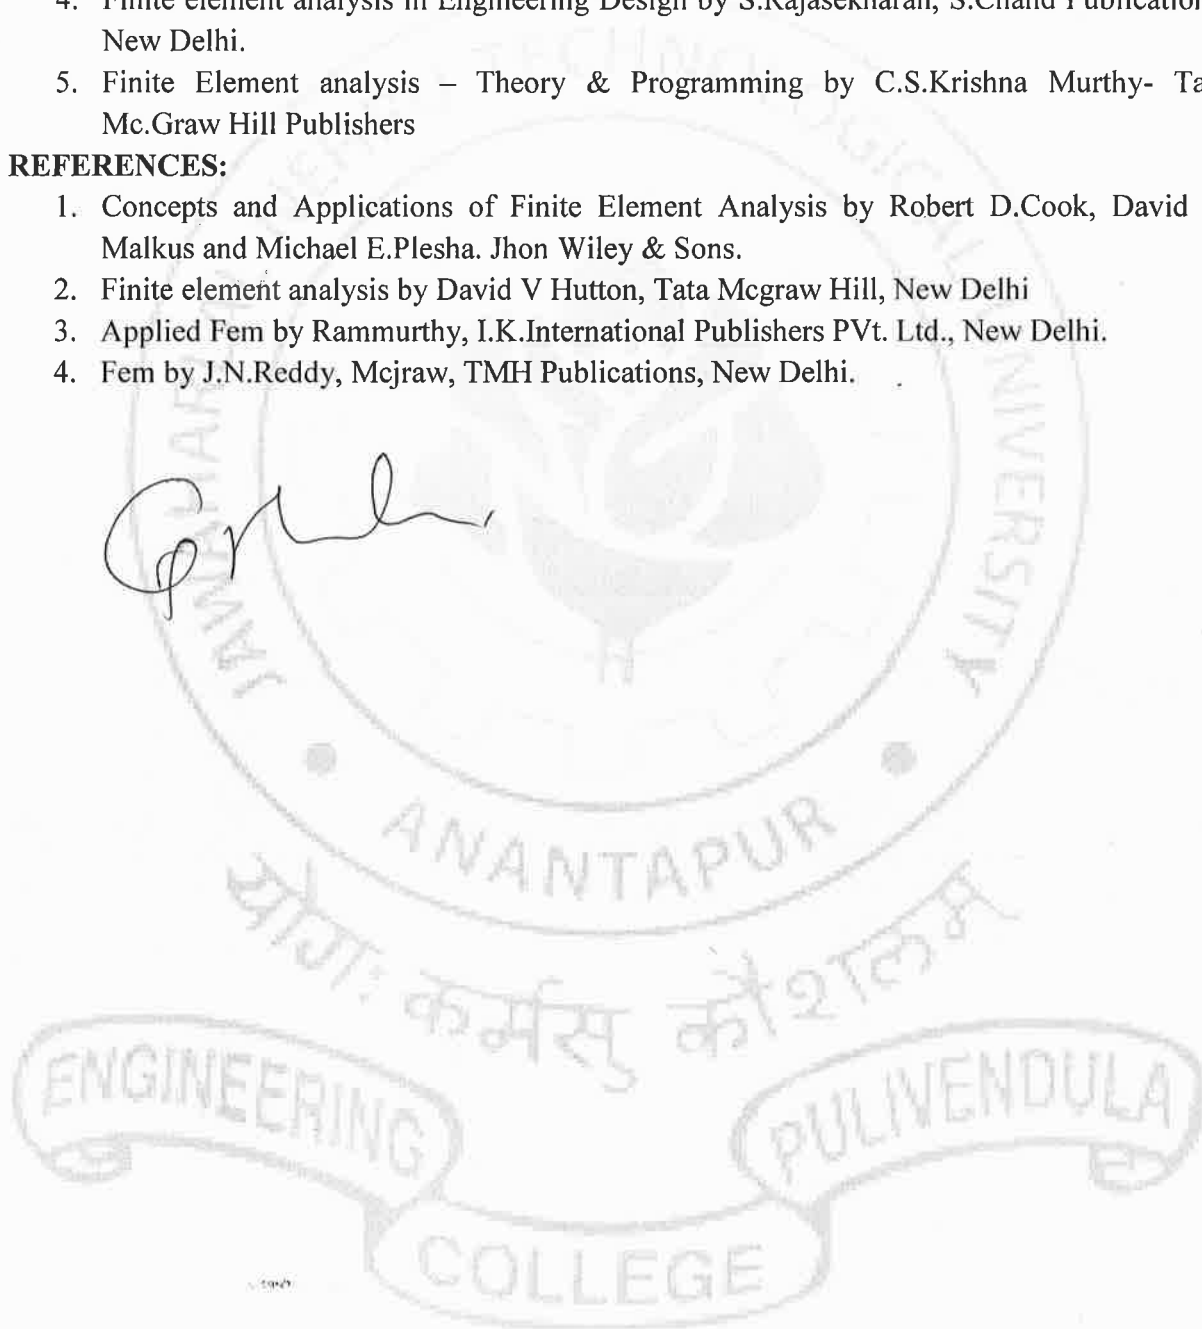 4. Finite element analysis in Engineering Design by S.Rajasekharan, S.Chand Publication
New Delhi.
5. Finite Element analysis – Theory & Programming by C.S.Krishna Murthy- Ta
Mc.Graw Hill Publishers
REFERENCES:
1. Concepts and Applications of Finite Element Analysis by Robert D.Cook, David
Malkus and Michael E.Plesha. Jhon Wiley & Sons.
2. Finite element analysis by David V Hutton, Tata Mcgraw Hill, New Delhi
3. Applied Fem by Rammurthy, I.K.International Publishers PVt. Ltd., New Delhi.
4. Fem by J.N.Reddy, Mcjraw, TMH Publications, New Delhi.
TECHNOLOGICAL UNIVERSITY
ANANTAPUR
योगः कर्मसु कौशलम
ENGINEERING
COLLEGE
PULIVENDULA